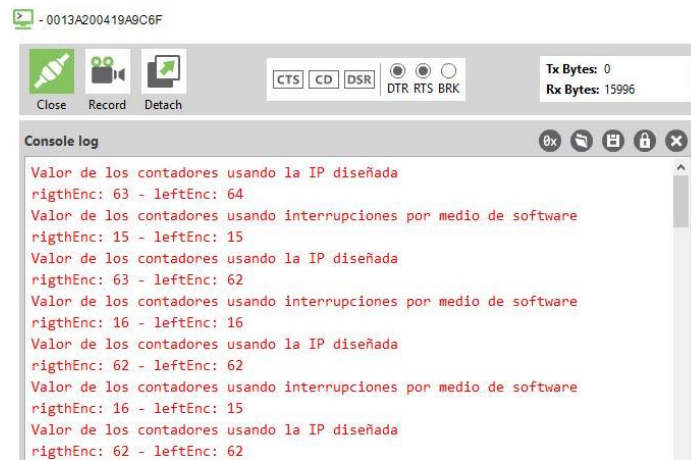 - 0013A200419A9C6F
Close Record Detach
CTS CD DSR DTR RTS BRK
Tx Bytes: 0
Rx Bytes: 15996
Console log
0x
Valor de los contadores usando la IP diseñada
rigthEnc: 63 - leftEnc: 64
Valor de los contadores usando interrupciones por medio de software
rigthEnc: 15 - leftEnc: 15
Valor de los contadores usando la IP diseñada
rigthEnc: 63 - leftEnc: 62
Valor de los contadores usando interrupciones por medio de software
rigthEnc: 16 - leftEnc: 16
Valor de los contadores usando la IP diseñada
rigthEnc: 62 - leftEnc: 62
Valor de los contadores usando interrupciones por medio de software
rigthEnc: 16 - leftEnc: 15
Valor de los contadores usando la IP diseñada
rigthEnc: 62 - leftEnc: 62